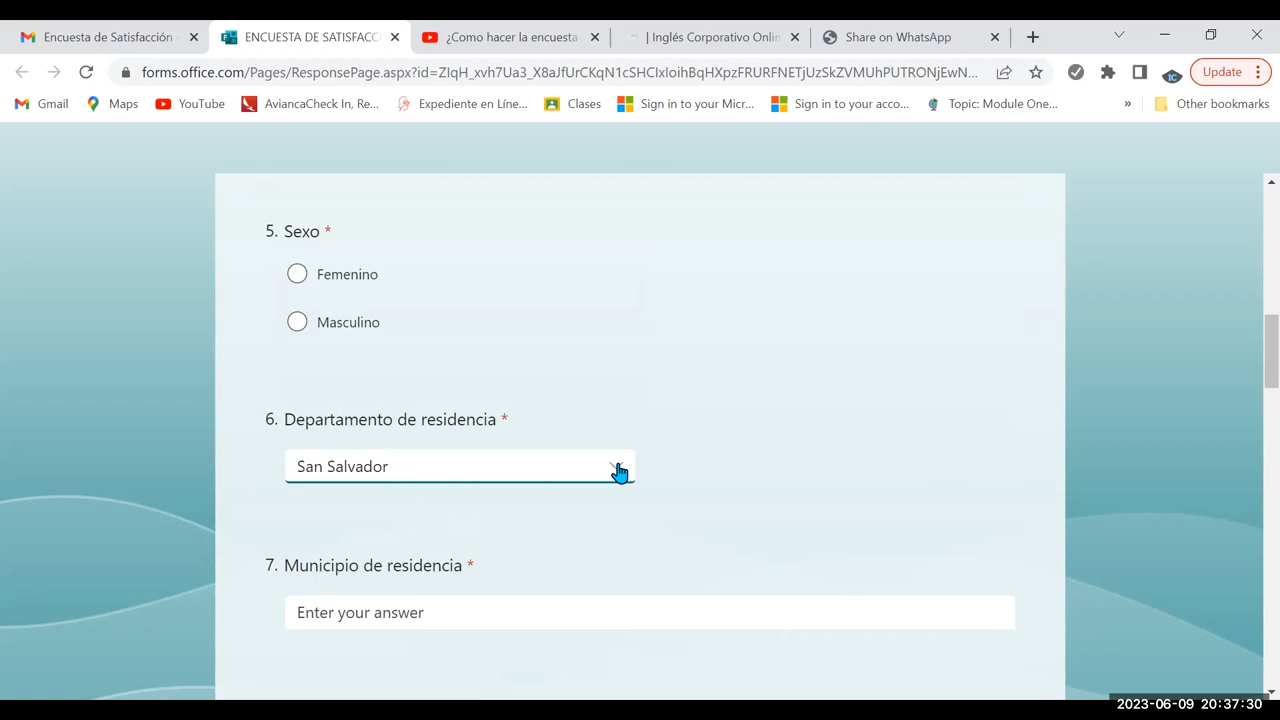 Encuesta de Satisfacción -
ENCUESTA DE SATISFACC
¿Como hacer la encuesta
| Inglés Corporativo Onlin
Share on WhatsApp
forms.office.com/Pages/ResponsePage.aspx?id=ZIqH_xvh7Ua3_X8aJfUrCKqN1cSHCIxIoihBqHXpzFRURFNETjUzSkZVMUhPUTRONjEwN...
Update
Gmail
Maps
YouTube
AviancaCheck In, Re...
Expediente en Líne...
Clases
Sign in to your Micr...
Sign in to your acco...
Topic: Module One...
»
Other bookmarks
5. Sexo *
Femenino
Masculino
6. Departamento de residencia *
San Salvador
7. Municipio de residencia *
Enter your answer
2023-06-09 20:37:30